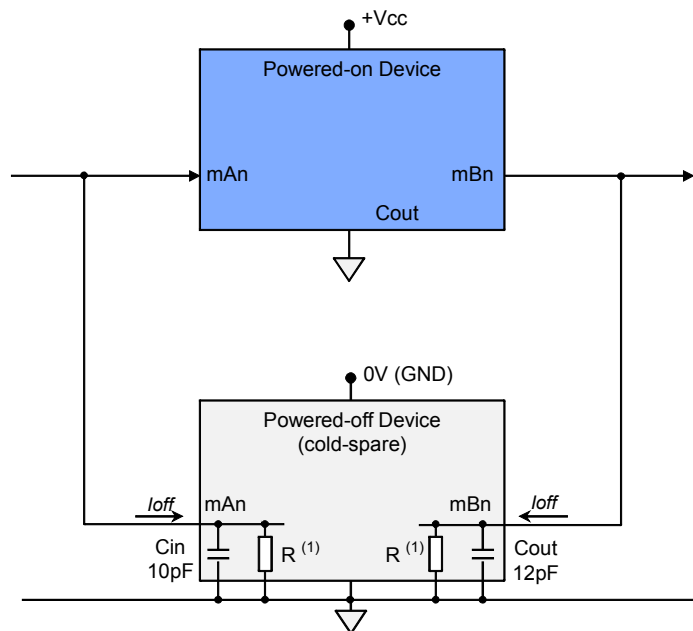 +Vcc
Powered-on Device
mAn
mBn
Cout
0V (GND)
Powered-off Device
(cold-spare)
Ioff
mAn
mBn
Ioff
Cin
10pF
R (1)
R (1)
Cout
12pF